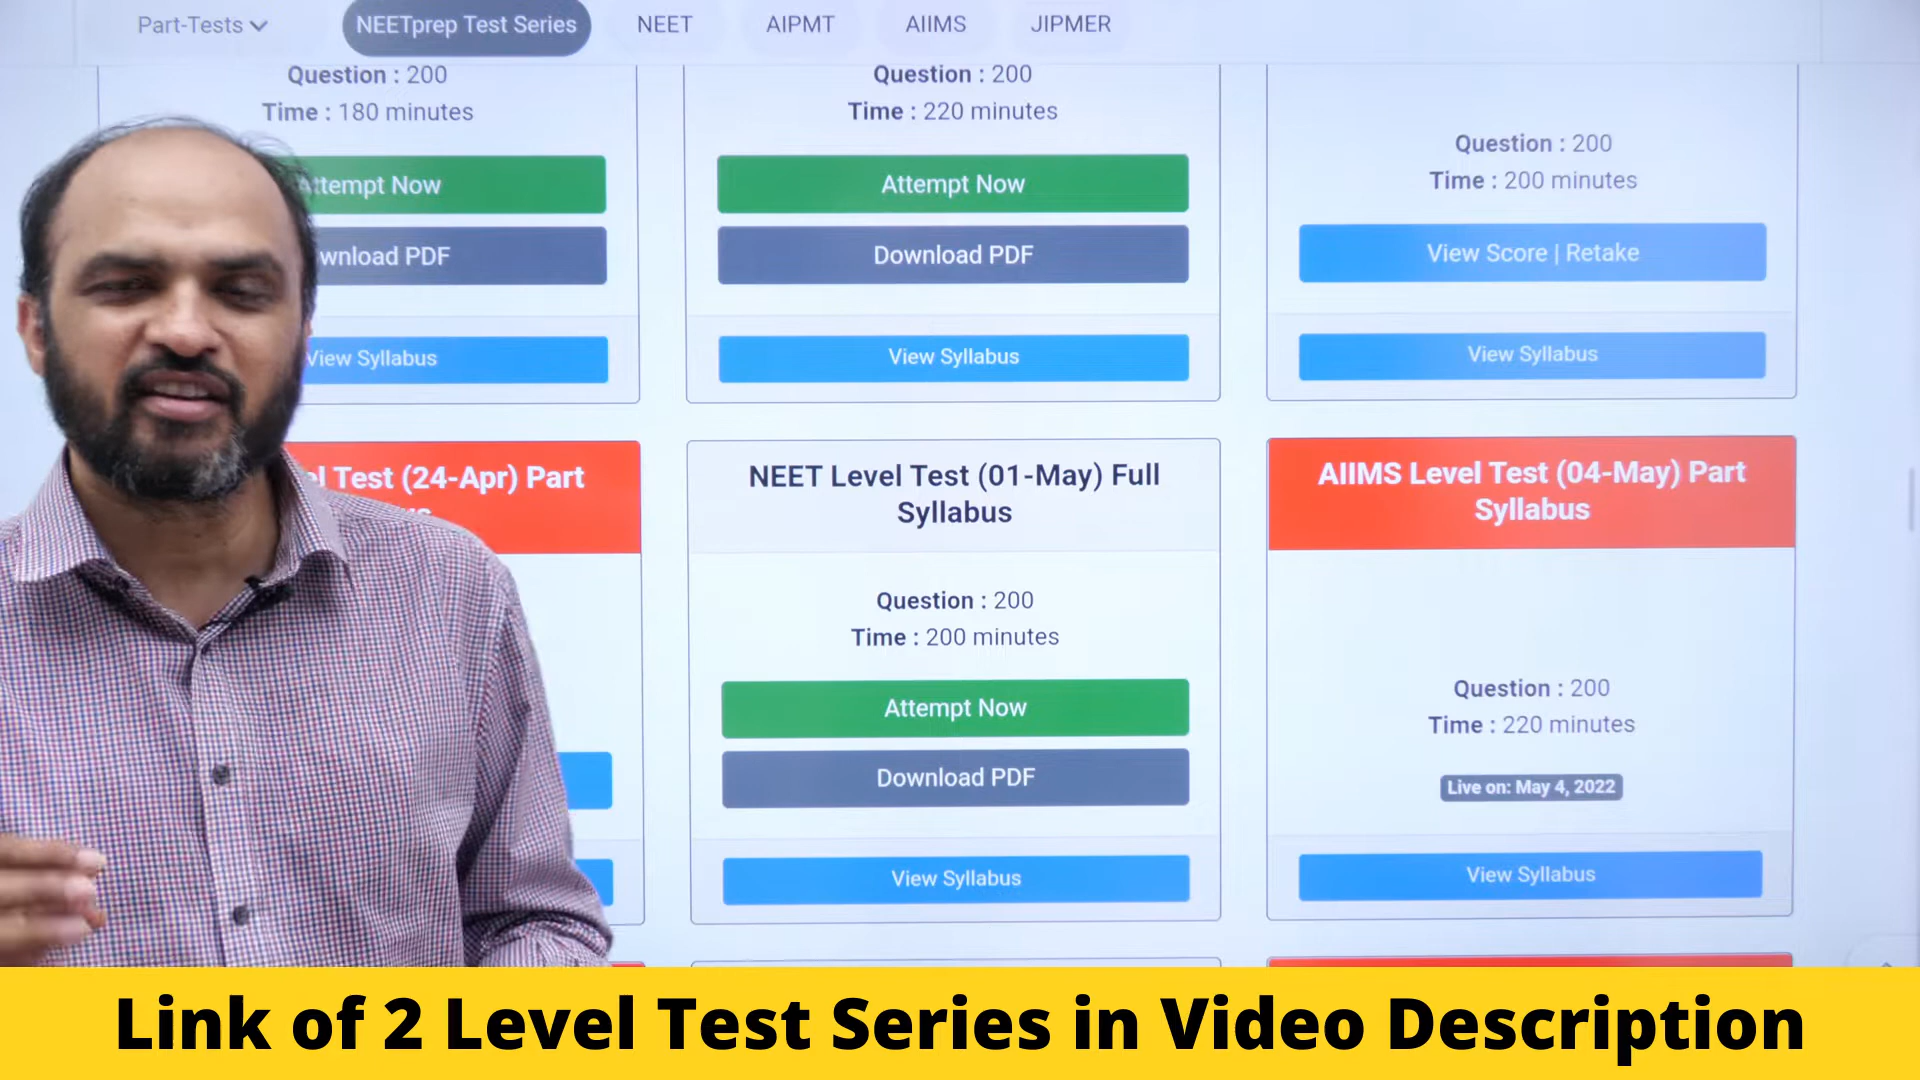 Part-Tests
NEETprep Test Series
NEET
AIPMT
AIIMS
JIPMER
Question : 200
Time : 180 minutes
Attempt Now
wnload PDF
View Syllabus
Question : 200
Time : 220 minutes
Attempt Now
Download PDF
View Syllabus
Question : 200
Time : 200 minutes
View Score | Retake
View Syllabus
el Test (24-Apr) Part
NEET Level Test (01-May) Full
Syllabus
Question : 200
Time : 200 minutes
Attempt Now
Download PDF
View Syllabus
AIIMS Level Test (04-May) Part
Syllabus
Question : 200
Time : 220 minutes
Live on: May 4, 2022
View Syllabus
Link of 2 Level Test Series in Video Description